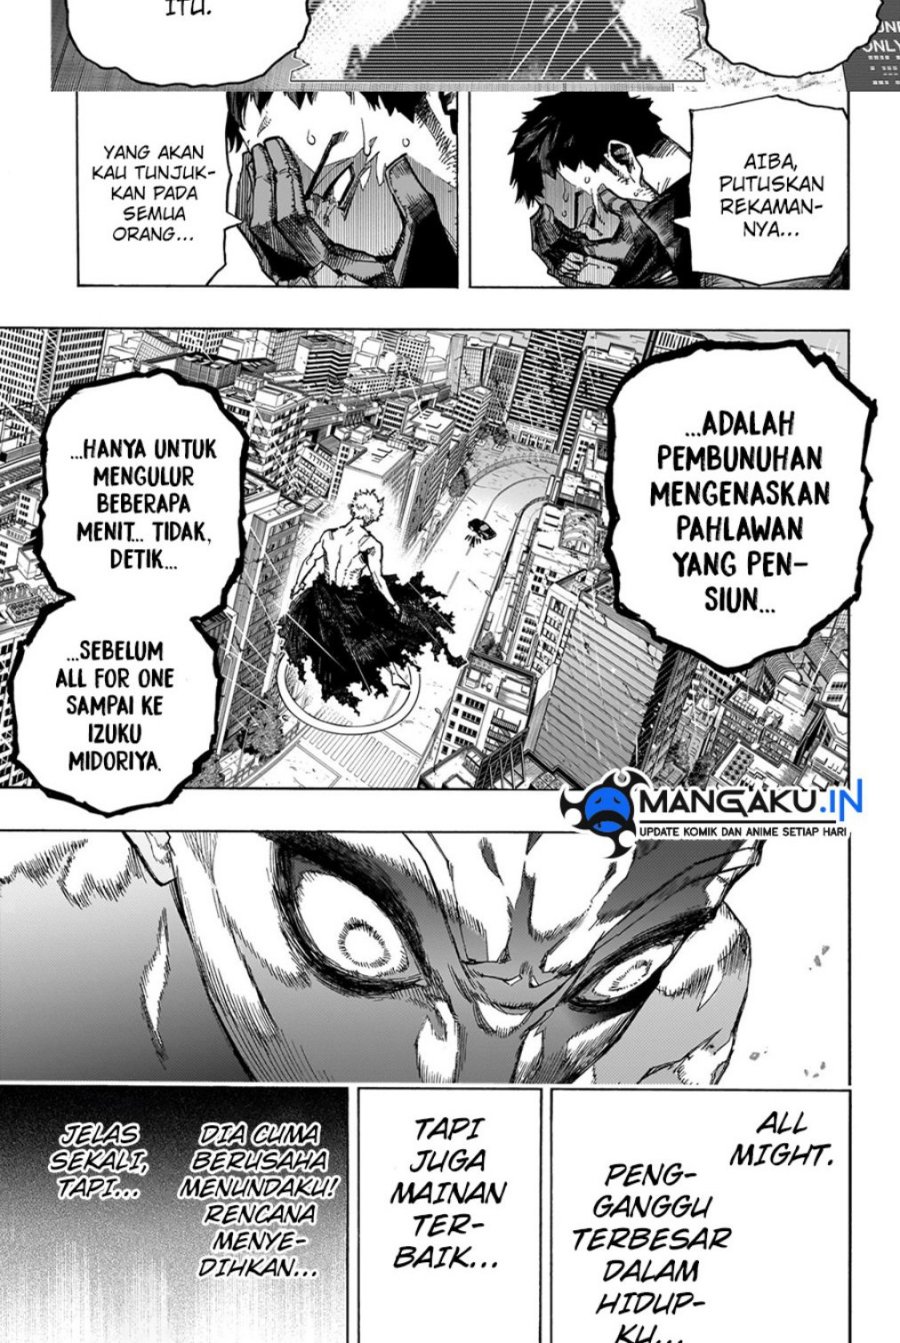 ITU.
UNE
ONLY
AIBA,
PUTUSKAN
REKAMAN-
NYA...
YANG AKAN
KAU TUNJUK-
KAN PADA
SEMUA
ORANG...
...ADALAH
PEMBUNUHAN
MENGENASKAN
PAHLAWAN
YANG PEN-
SIUN...
...HANYA UNTUK
MENGULUR
BEBERAPA
MENIT... TIDAK,
DETIK...
...SEBELUM
ALL FOR ONE
SAMPAI KE
IZUKU
MIDORIYA.
MANGAKU.IN
UPDATE KOMIK DAN ANIME SETIAP HARI
ALL
MIGHT.
PENG-
GANGGU
TERBESAR
DALAM
HIDUP-
KU...
TAPI
JUGA
MAINAN
TER-
BAIK...
DIA CUMA
BERUSAHA
MENUNDAKU!
RENCANA
MENYE-
DIHKAN...
JELAS
SEKALI,
TAPI...